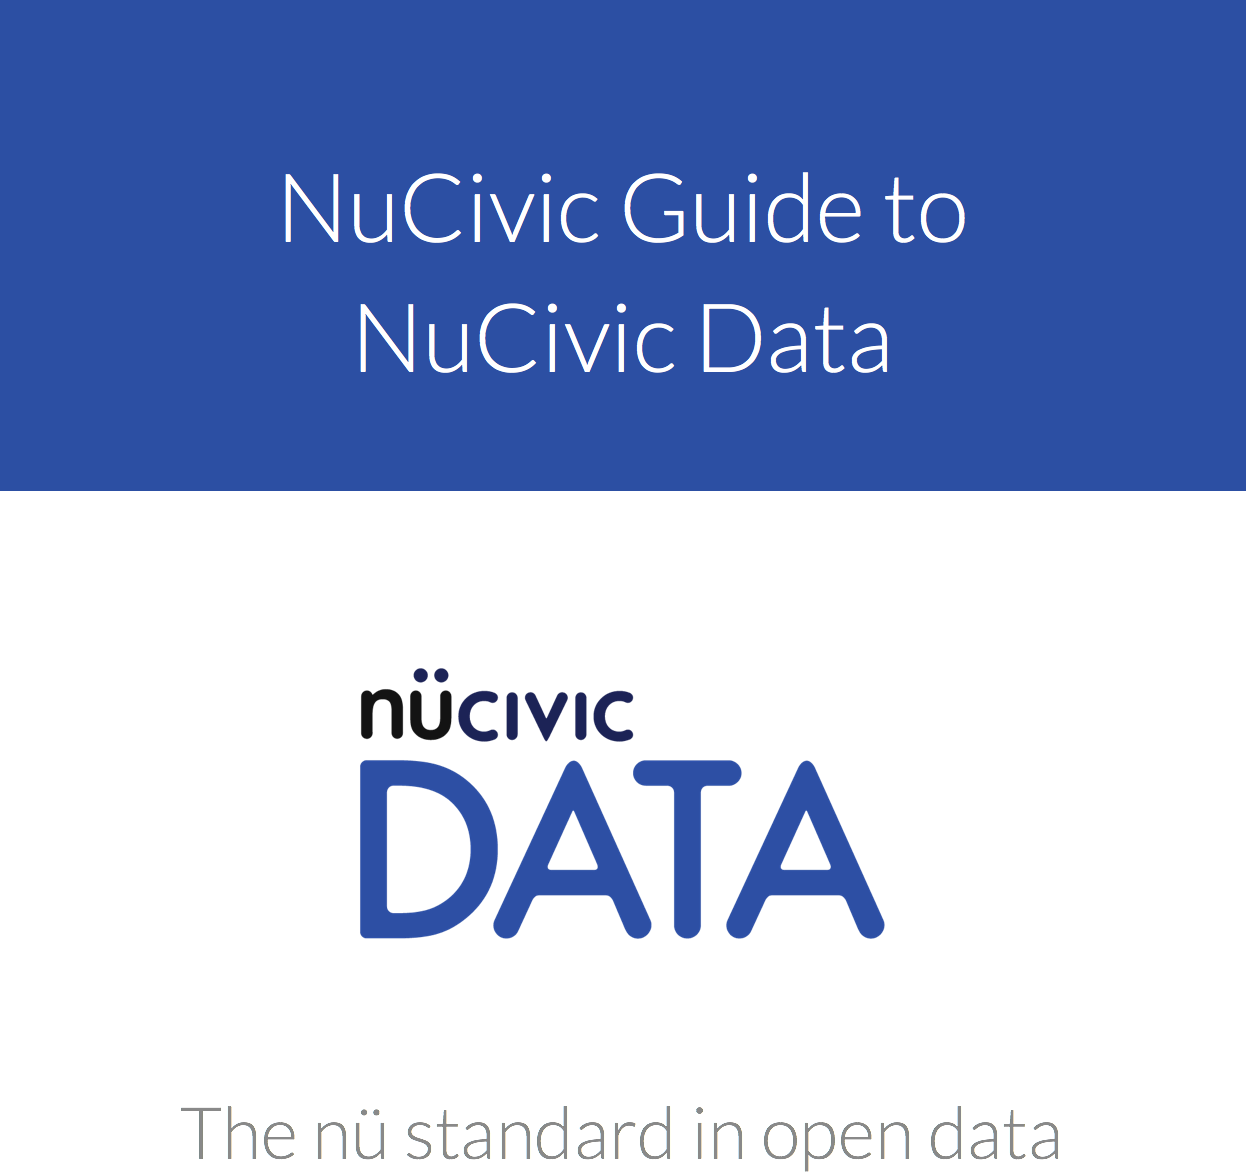 NuCivic Guide to
NuCivic Data
nüCIVIC
DATA
The nü standard in open data